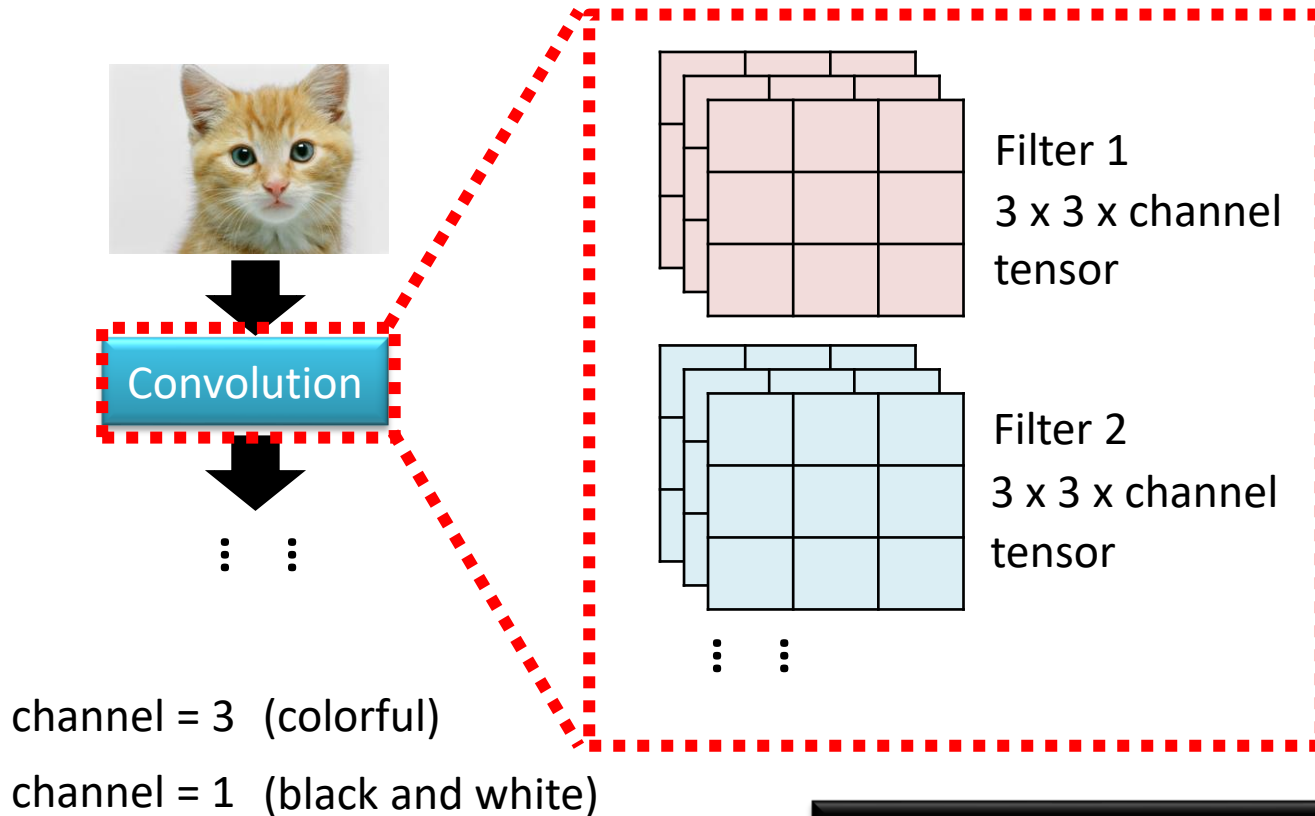 Convolution
channel = 3 (colorful)
channel = 1 (black and white)
Filter 1
3 x 3 x channel
tensor
Filter 2
3 x 3 x channel
tensor